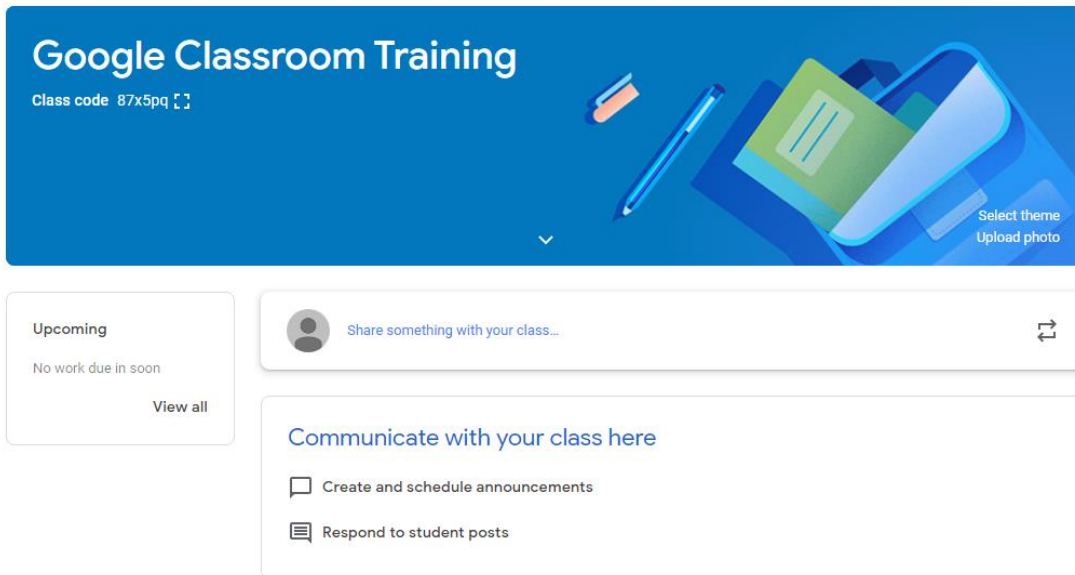 Google Classroom Training
Class code 87x5pq
Select theme
Upload photo
Upcoming
No work due in soon
View all
Share something with your class...
Communicate with your class here
Create and schedule announcements
Respond to student posts